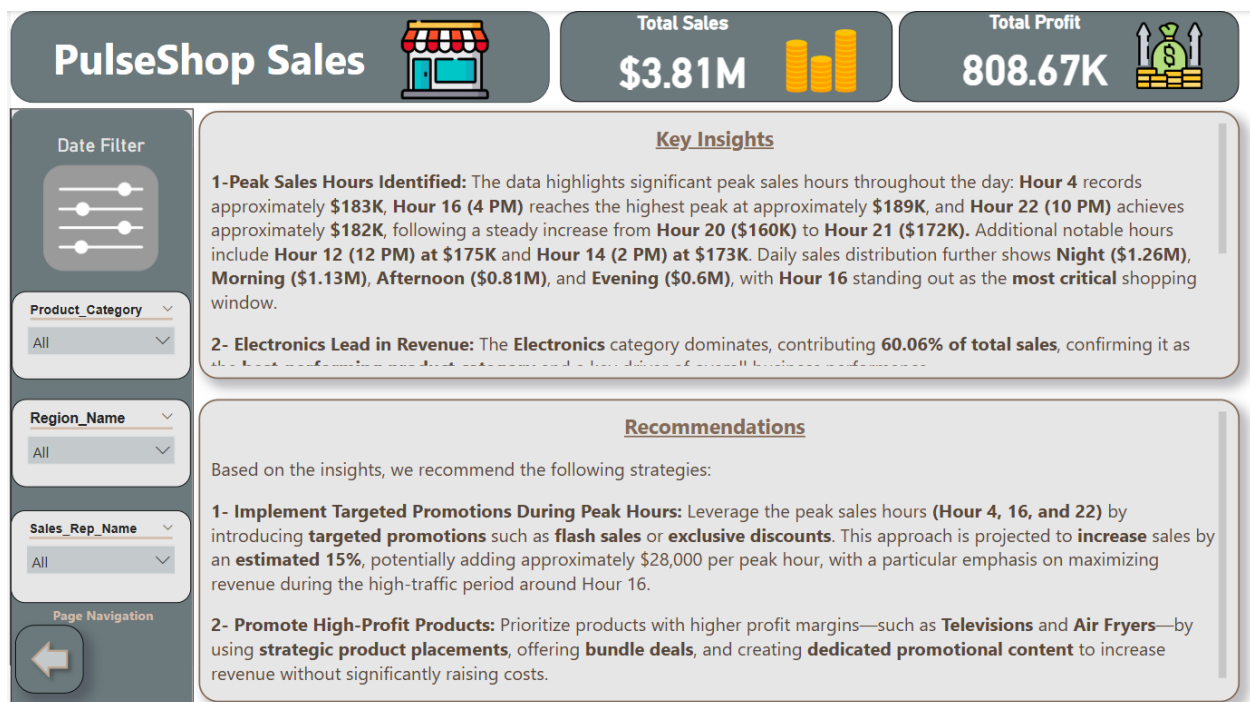 PulseShop Sales
Total Sales
$3.81M
Total Profit
808.67K
Date Filter
Product_Category
All
Region_Name
All
Sales_Rep_Name
All
Page Navigation
Key Insights
1-Peak Sales Hours Identified: The data highlights significant peak sales hours throughout the day: Hour 4 records
approximately $183K, Hour 16 (4 PM) reaches the highest peak at approximately $189K, and Hour 22 (10 PM) achieves
approximately $182K, following a steady increase from Hour 20 ($160K) to Hour 21 ($172K). Additional notable hours
include Hour 12 (12 PM) at $175K and Hour 14 (2 PM) at $173K. Daily sales distribution further shows Night ($1.26M),
Morning ($1.13M), Afternoon ($0.81M), and Evening ($0.6M), with Hour 16 standing out as the most critical shopping
window.
2- Electronics Lead in Revenue: The Electronics category dominates, contributing 60.06% of total sales, confirming it as
the best-performing product category and a key driver of overall business performance.
Recommendations
Based on the insights, we recommend the following strategies:
1- Implement Targeted Promotions During Peak Hours: Leverage the peak sales hours (Hour 4, 16, and 22) by
introducing targeted promotions such as flash sales or exclusive discounts. This approach is projected to increase sales by
an estimated 15%, potentially adding approximately $28,000 per peak hour, with a particular emphasis on maximizing
revenue during the high-traffic period around Hour 16.
2- Promote High-Profit Products: Prioritize products with higher profit margins—such as Televisions and Air Fryers—by
using strategic product placements, offering bundle deals, and creating dedicated promotional content to increase
revenue without significantly raising costs.